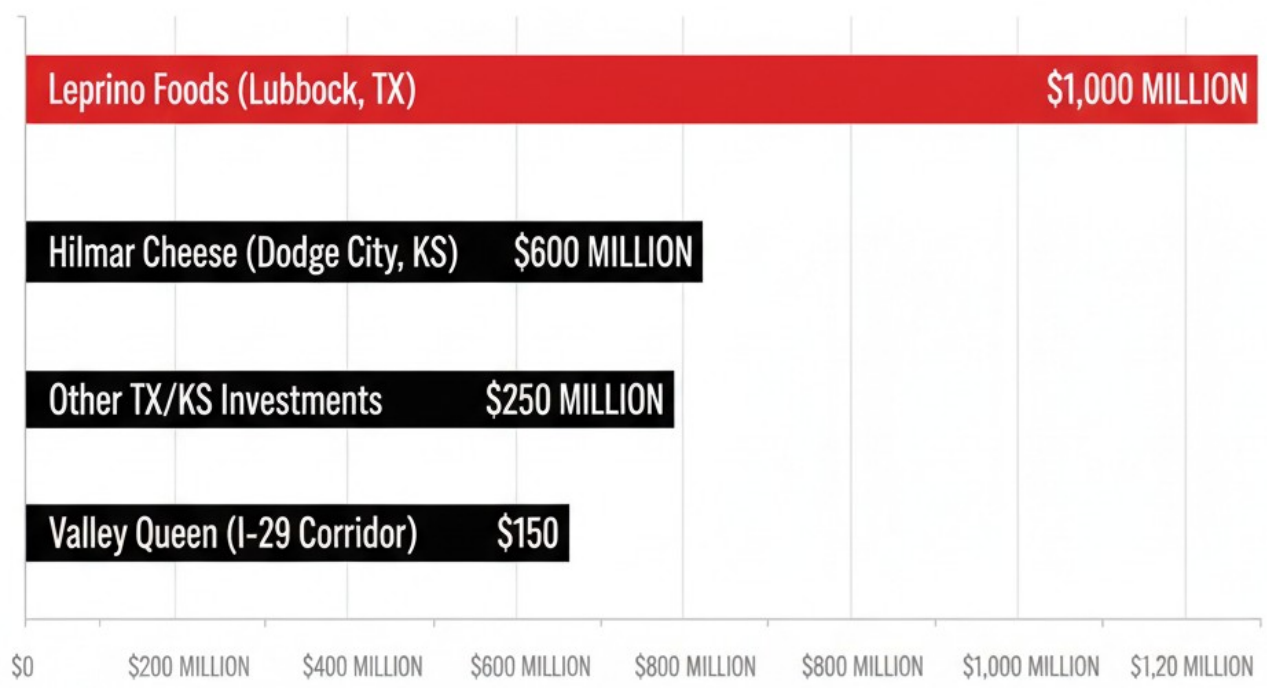 Leprino Foods (Lubbock, TX) $1,000 MILLION
Hilmar Cheese (Dodge City, KS) $600 MILLION
Other TX/KS Investments $250 MILLION
Valley Queen (I-29 Corridor) $150
$0 $200 MILLION $400 MILLION $600 MILLION $800 MILLION $800 MILLION $1,000 MILLION $1,20 MILLION